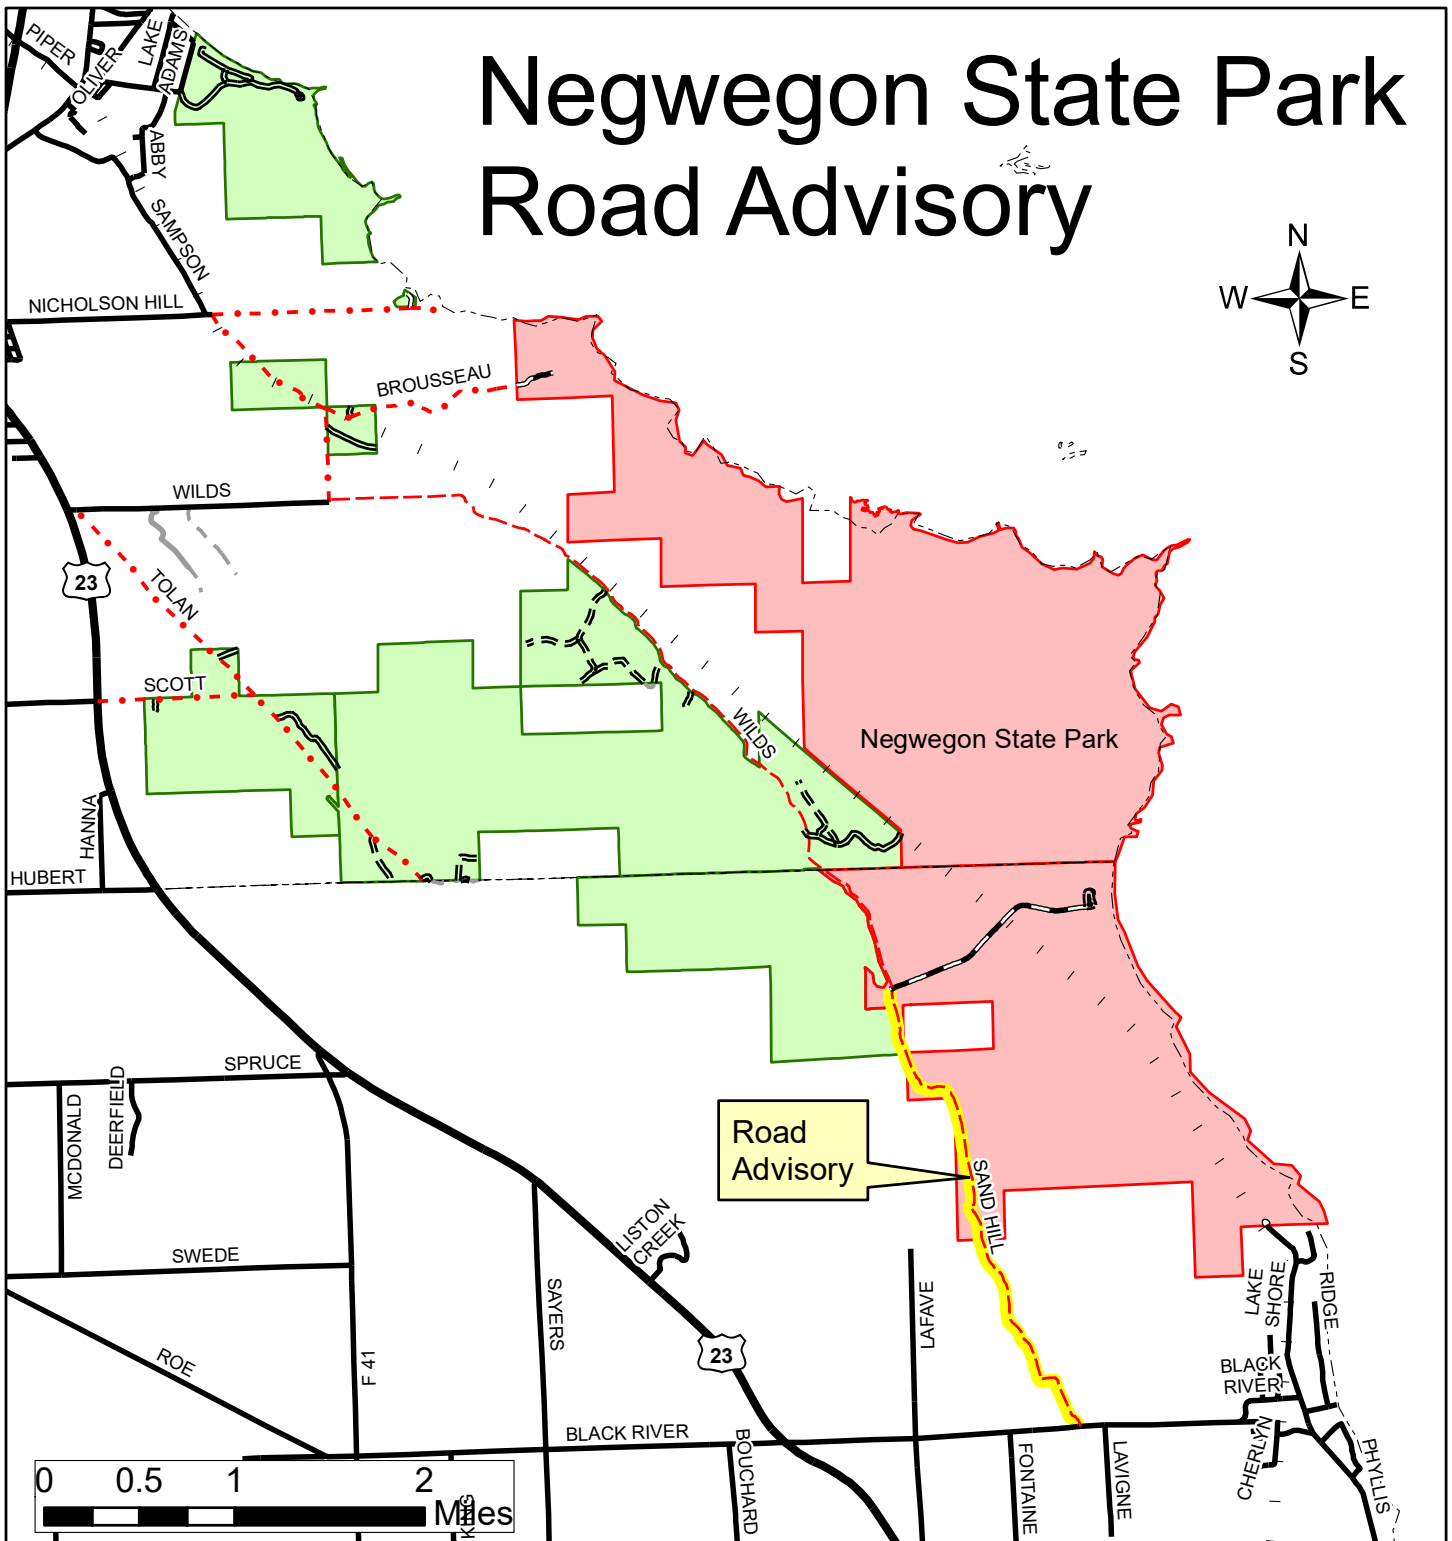 Negwegon State Park
Road Advisory
PIPER
OLIVER
LAKE
ADAMS
ABBY
SAMPSON
N
W
E
S
NICHOLSON HILL
BROUSSEAU
WILDS
23
TOLAN
SCOTT
WILDS
Negwegon State Park
HANNA
HUBERT
SPRUCE
MCDONALD
DEERFIELD
Road
Advisory
SAND HILL
LISTON
CREEK
SWEDE
SAYERS
LAFAVE
LAKE
SHORE
RIDGE
ROE
F 41
23
BLACK
RIVER
BLACK RIVER
BOUCHARD
FONTAINE
LAVIGNE
CHERLYN
PHYLLIS
0 0.5 1 2
Miles
KING